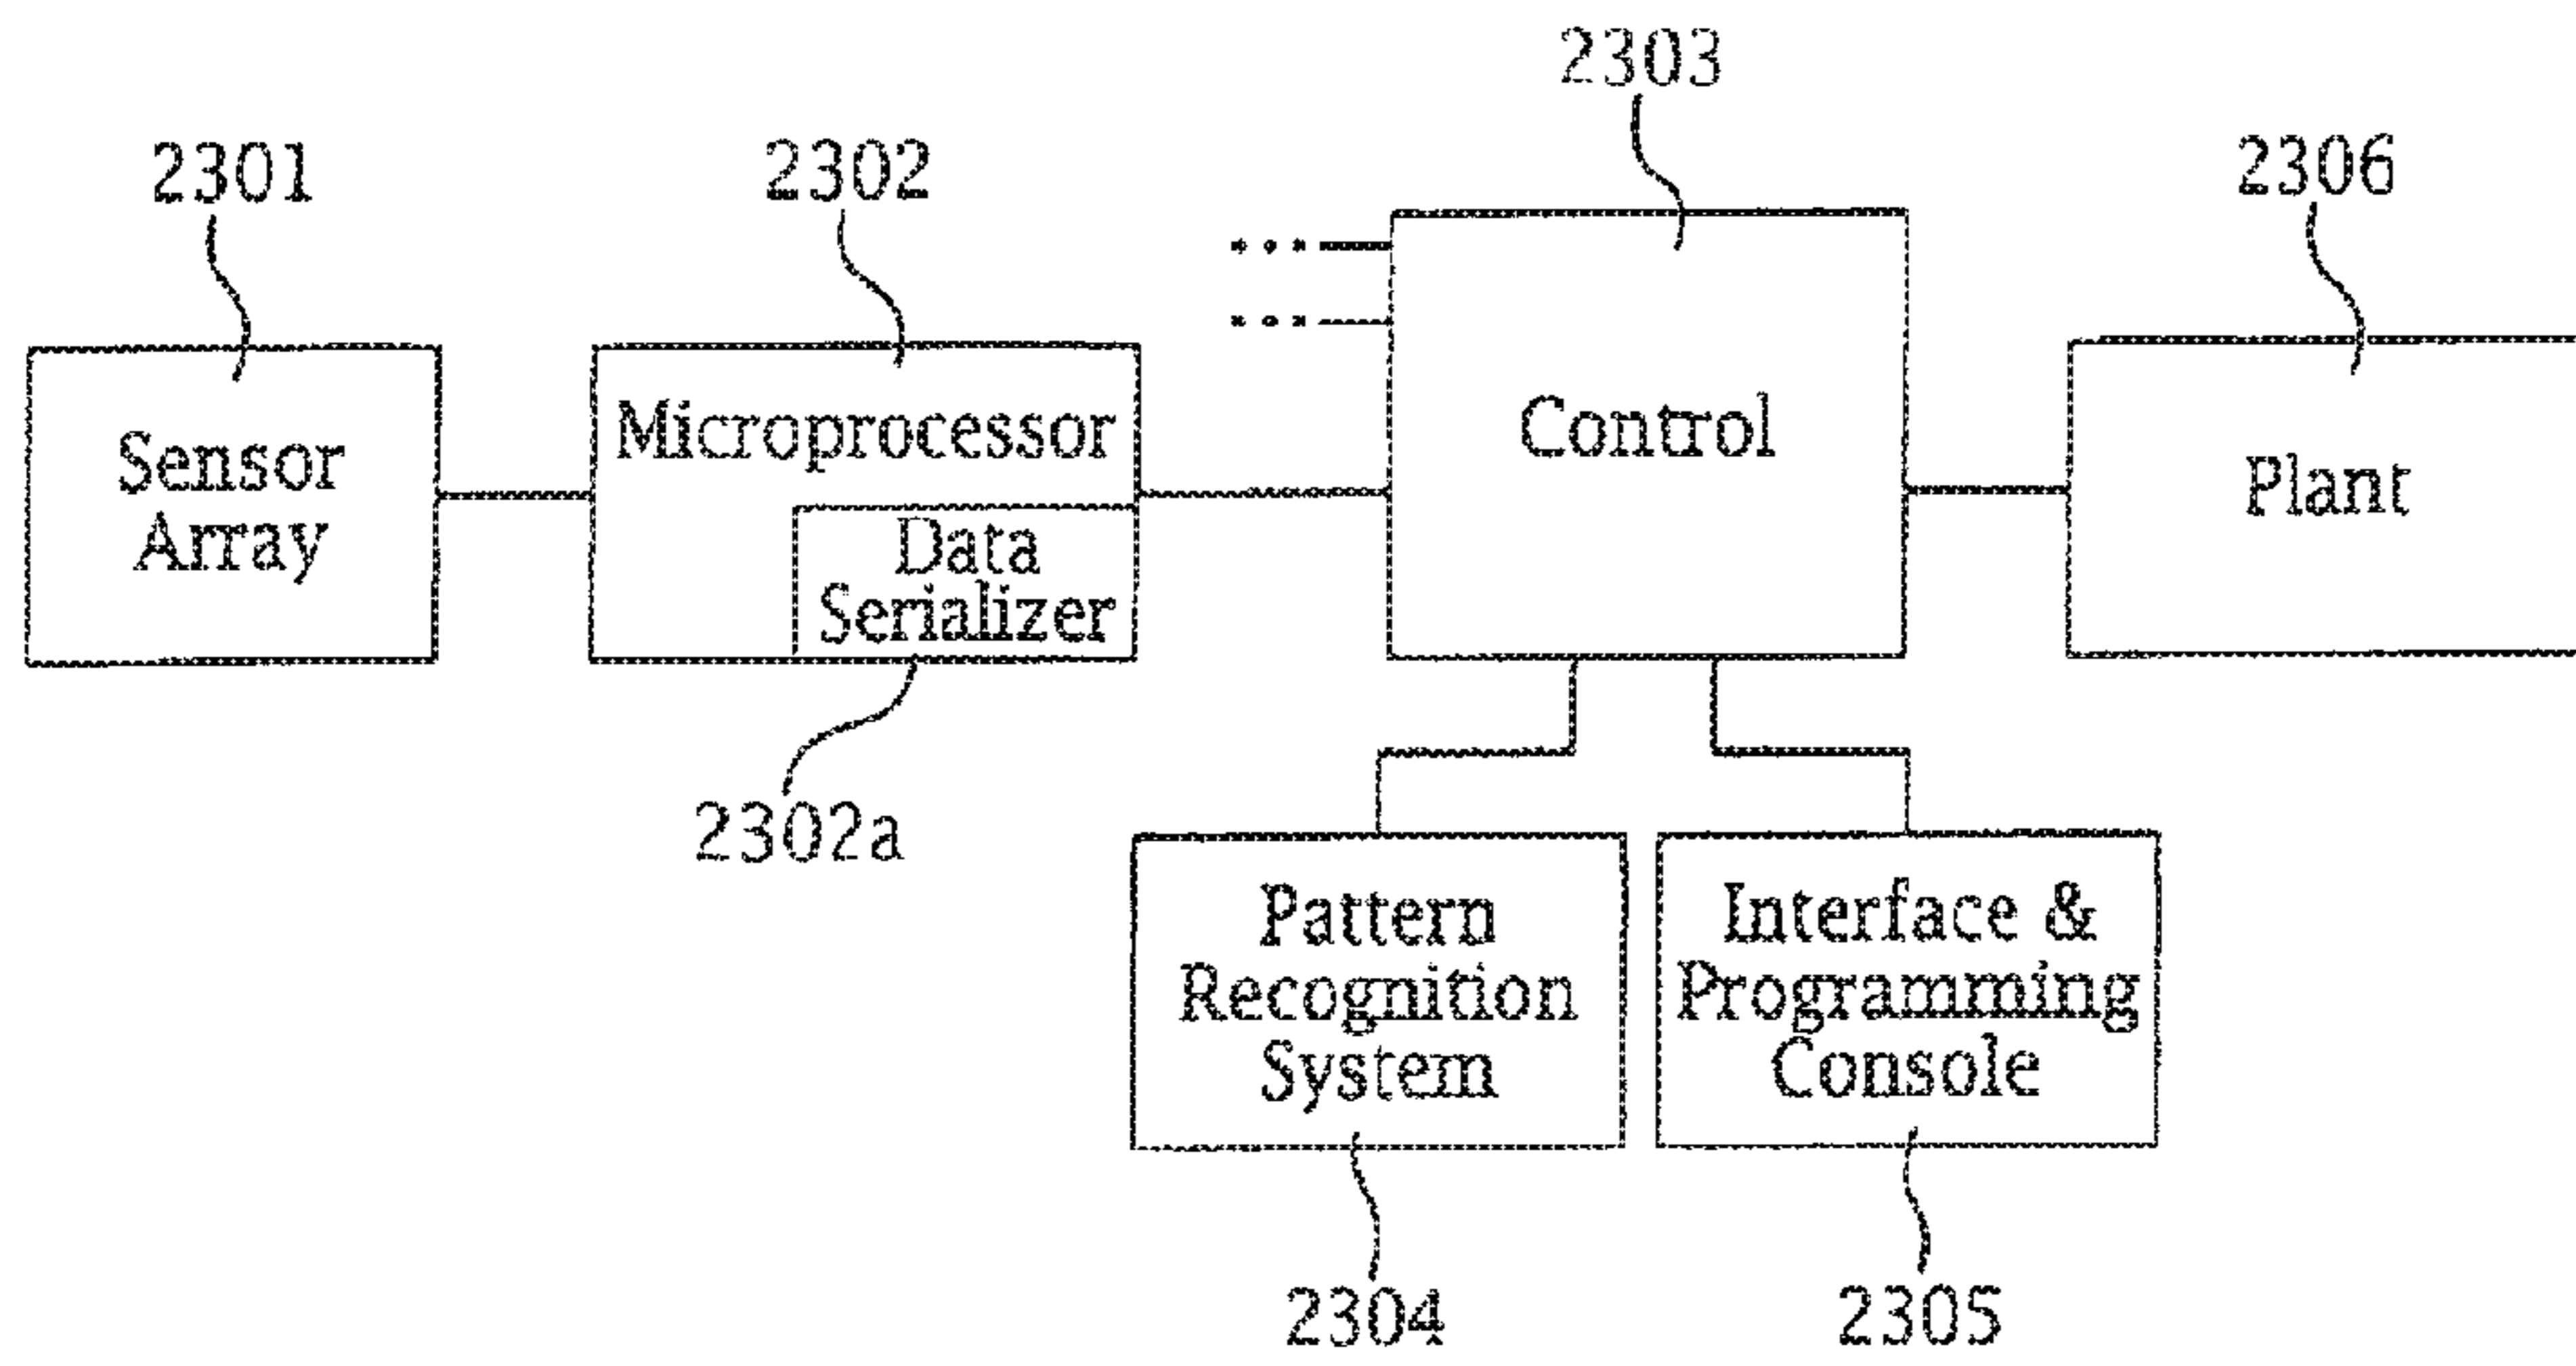 2303
2301
2302
2306
Sensor
Array
Microprocessor
Data
Serializer
Control
Plant
2302a
Pattern
Recognition
System
Interface &
Programming
Console
2304
2305